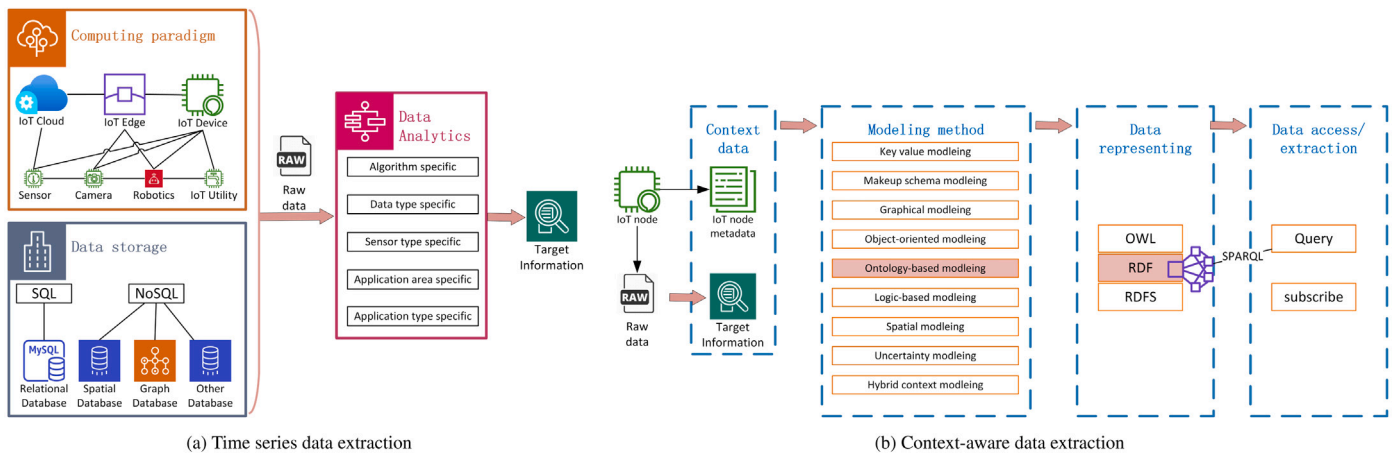 Computing paradigm
IoT Cloud
IoT Edge
IoT Device
Sensor
Camera
Robotics
IoT Utility
Data storage
SQL
NoSQL
MySQL
Relational
Database
Spatial
Database
Graph
Database
Other
Database
RAW
Raw
data
Data
Analytics
Algorithm specific
Data type specific
Sensor type specific
Application area specific
Application type specific
Target
Information
(a) Time series data extraction
IoT node
RAW
Raw
data
Context
data
IoT node
metadata
Target
Information
Modeling method
Key value modleing
Makeup schema modleing
Graphical modleing
Object-oriented modleing
Ontology-based modleing
Logic-based modleing
Spatial modleing
Uncertainty modleing
Hybrid context modleing
Data
representing
OWL
RDF
RDFS
SPARQL
Data access/
extraction
Query
subscribe
(b) Context-aware data extraction